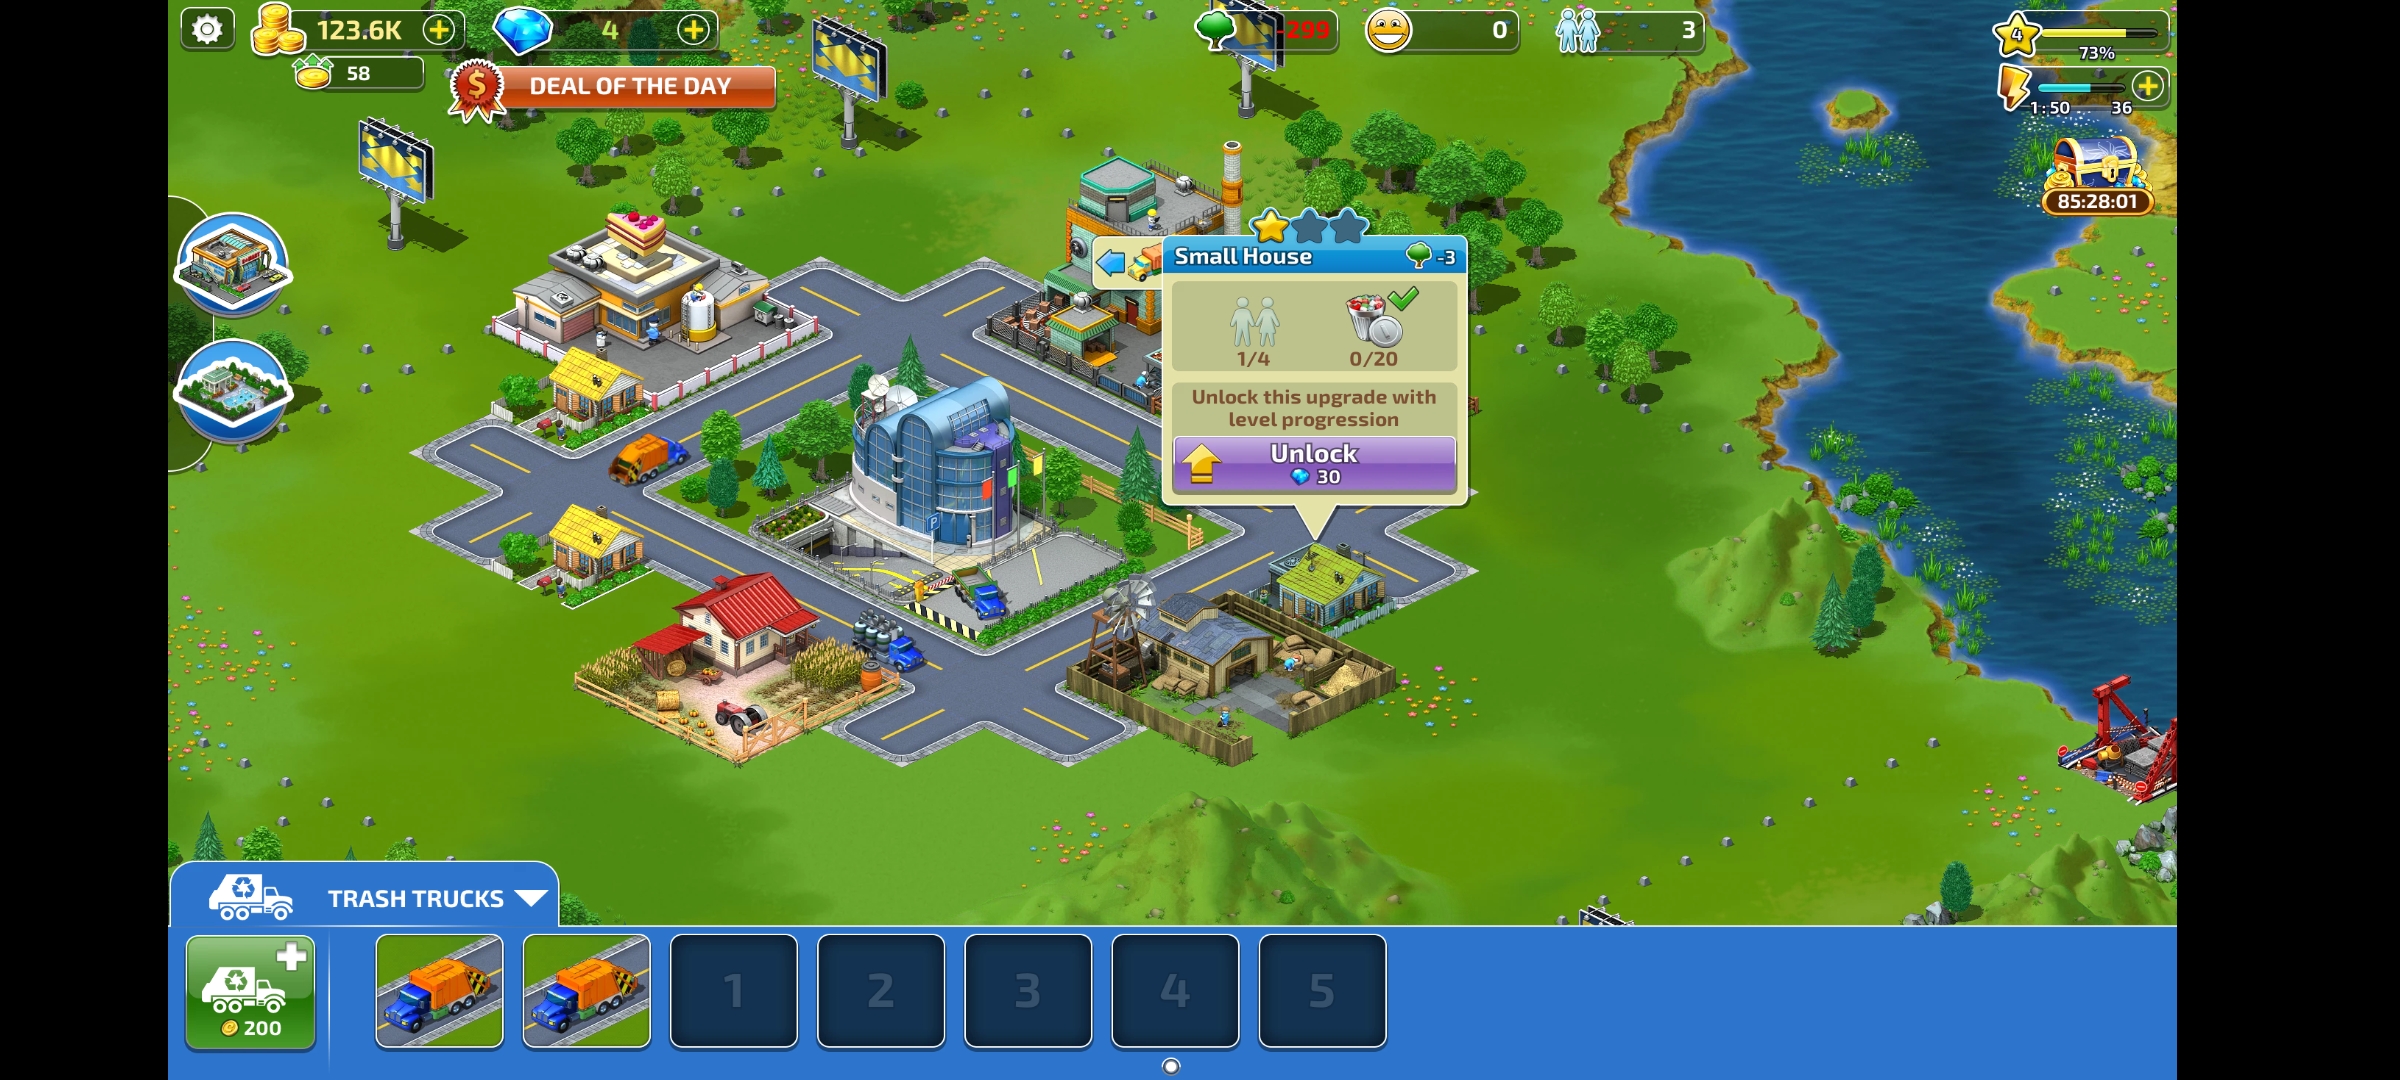 123.6K
4
-299
0
3
4
73%
58
DEAL OF THE DAY
1:50
36
85:28:01
Small House
-3
1/4
0/20
Unlock this upgrade with
level progression
Unlock
30
P
TRASH TRUCKS
200
1
2
3
4
5